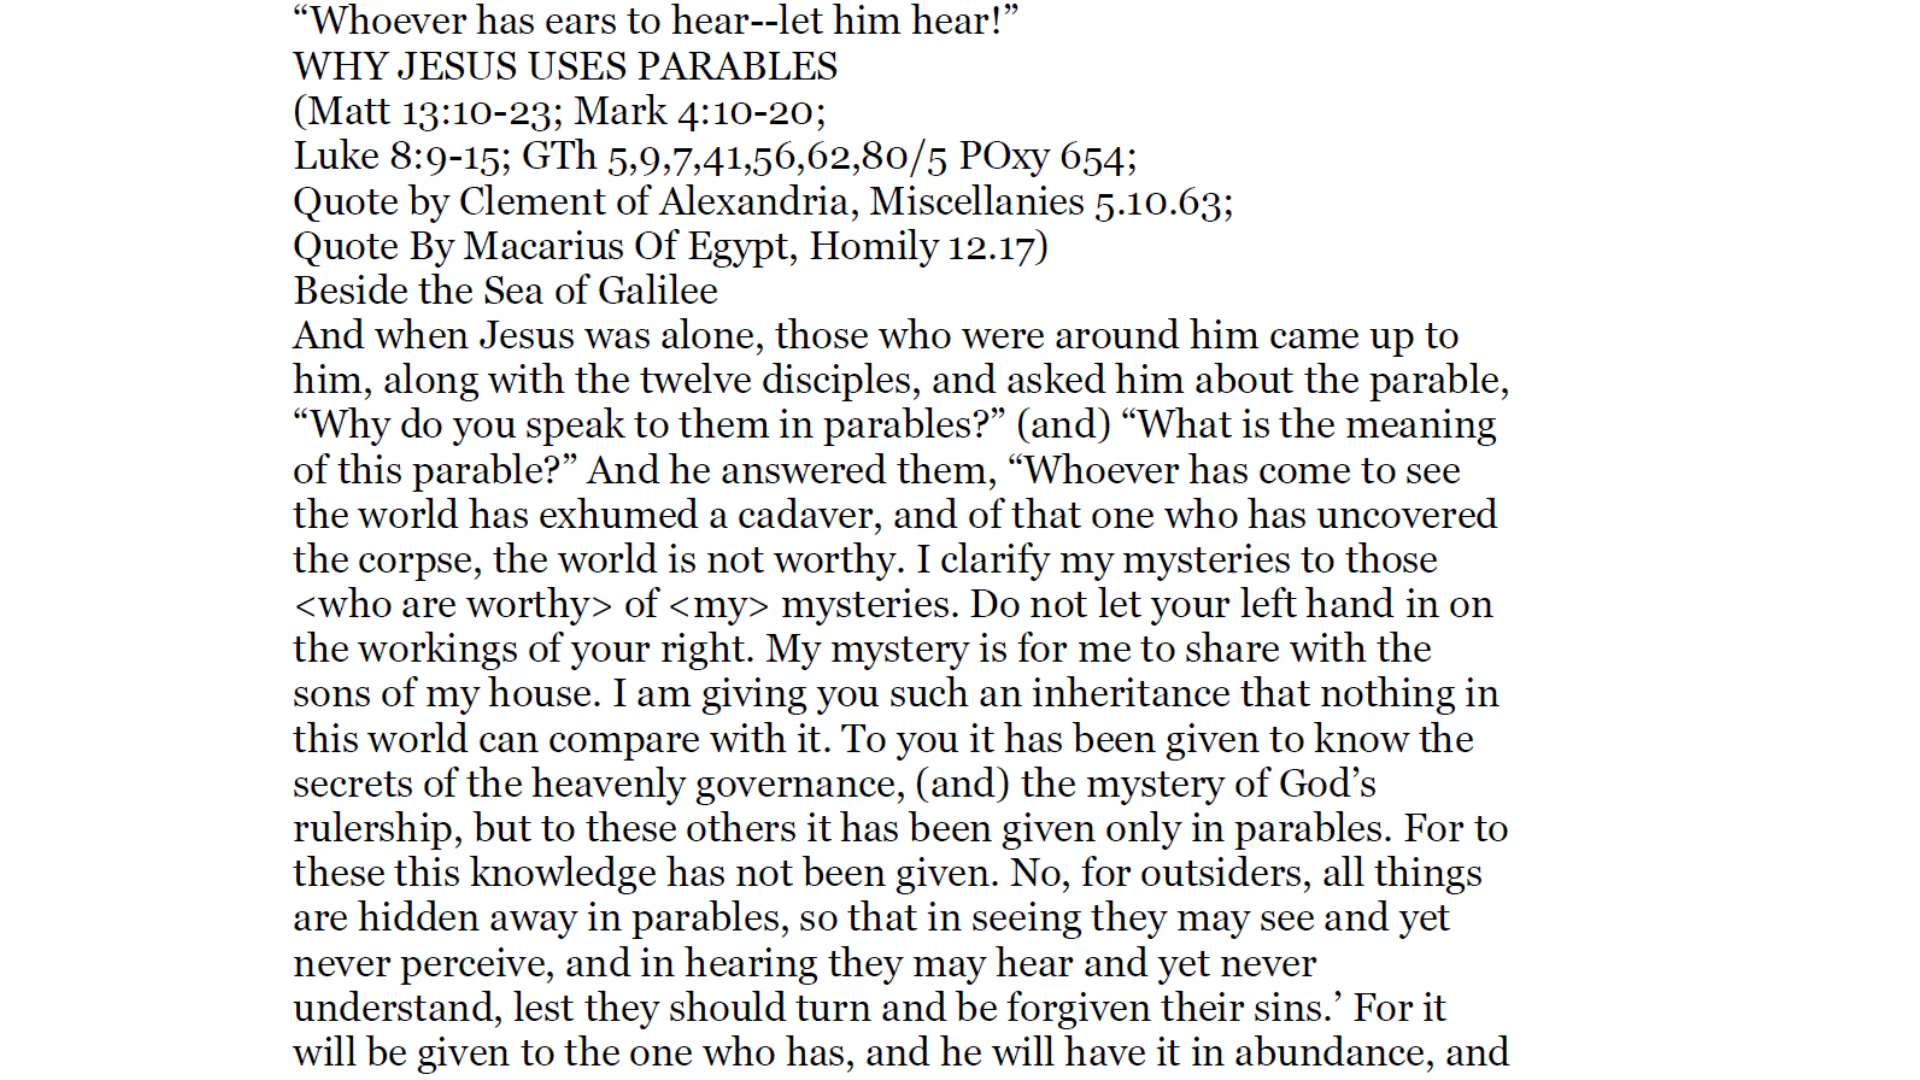 “Whoever has ears to hear--let him hear!”
WHY JESUS USES PARABLES
(Matt 13:10-23; Mark 4:10-20;
Luke 8:9-15; GTh 5,9,7,41,56,62,80/5 POxy 654;
Quote by Clement of Alexandria, Miscellanies 5.10.63;
Quote By Macarius Of Egypt, Homily 12.17)
Beside the Sea of Galilee
And when Jesus was alone, those who were around him came up to
him, along with the twelve disciples, and asked him about the parable,
“Why do you speak to them in parables?” (and) “What is the meaning
of this parable?” And he answered them, “Whoever has come to see
the world has exhumed a cadaver, and of that one who has uncovered
the corpse, the world is not worthy. I clarify my mysteries to those
<who are worthy> of <my> mysteries. Do not let your left hand in on
the workings of your right. My mystery is for me to share with the
sons of my house. I am giving you such an inheritance that nothing in
this world can compare with it. To you it has been given to know the
secrets of the heavenly governance, (and) the mystery of God’s
rulership, but to these others it has been given only in parables. For to
these this knowledge has not been given. No, for outsiders, all things
are hidden away in parables, so that in seeing they may see and yet
never perceive, and in hearing they may hear and yet never
understand, lest they should turn and be forgiven their sins.’ For it
will be given to the one who has, and he will have it in abundance, and